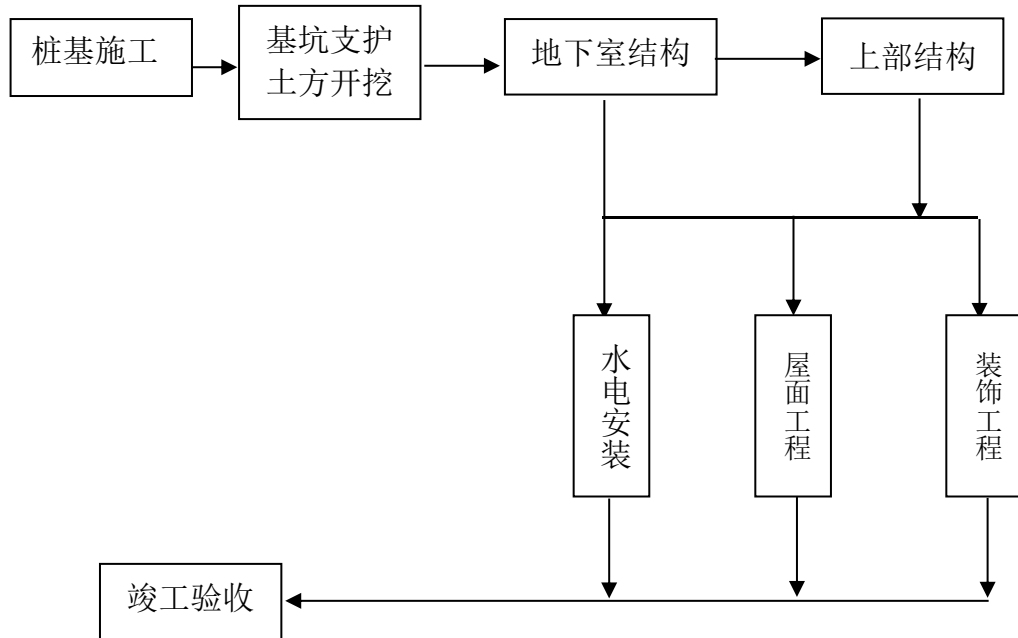 桩基施工
基坑支护
土方开挖
地下室结构
上部结构
水电安装
屋面工程
装饰工程
竣工验收